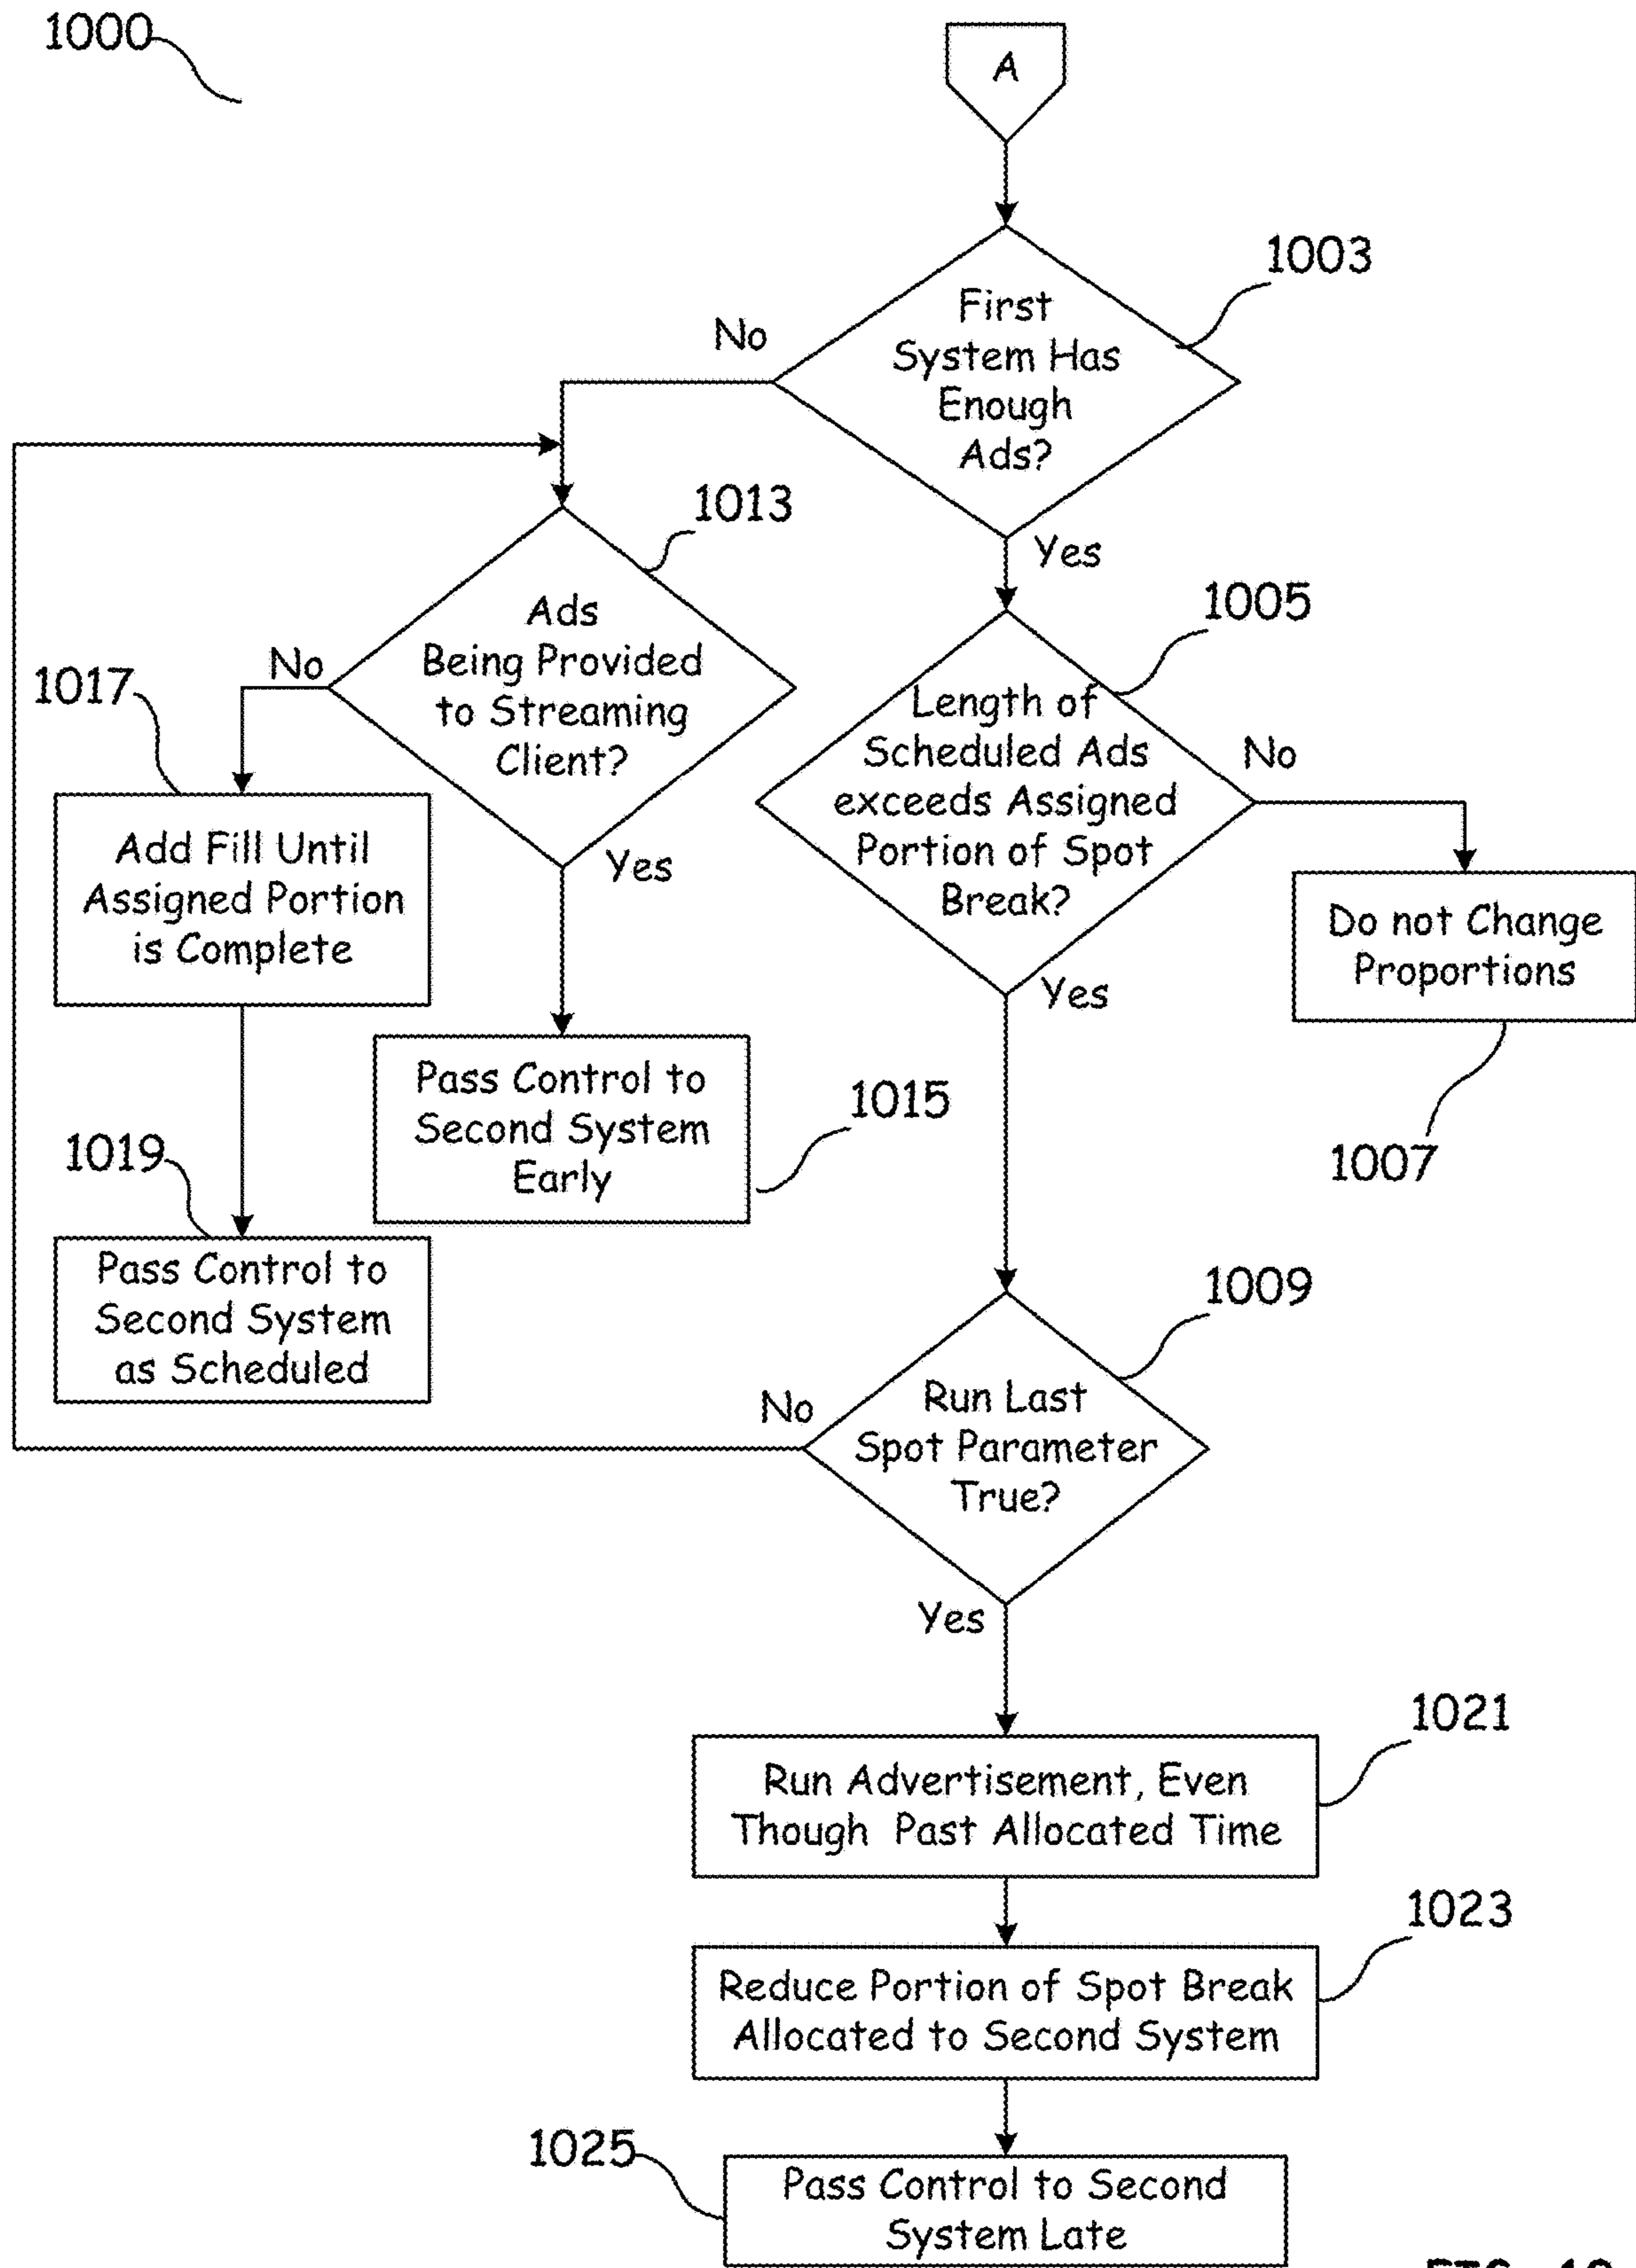 1000
A
1003
First
System Has
Enough
Ads?
No
Yes
1013
Ads
Being Provided
to Streaming
Client?
No
Yes
1005
Length of
Scheduled Ads
exceeds Assigned
Portion of Spot
Break?
No
Yes
1017
Add Fill Until
Assigned Portion
is Complete
Do not Change
Proportions
1007
Pass Control to
Second System
Early
1015
1019
Pass Control to
Second System
as Scheduled
1009
Run Last
Spot Parameter
True?
No
Yes
1021
Run Advertisement, Even
Though Past Allocated Time
1023
Reduce Portion of Spot Break
Allocated to Second System
1025
Pass Control to Second
System Late